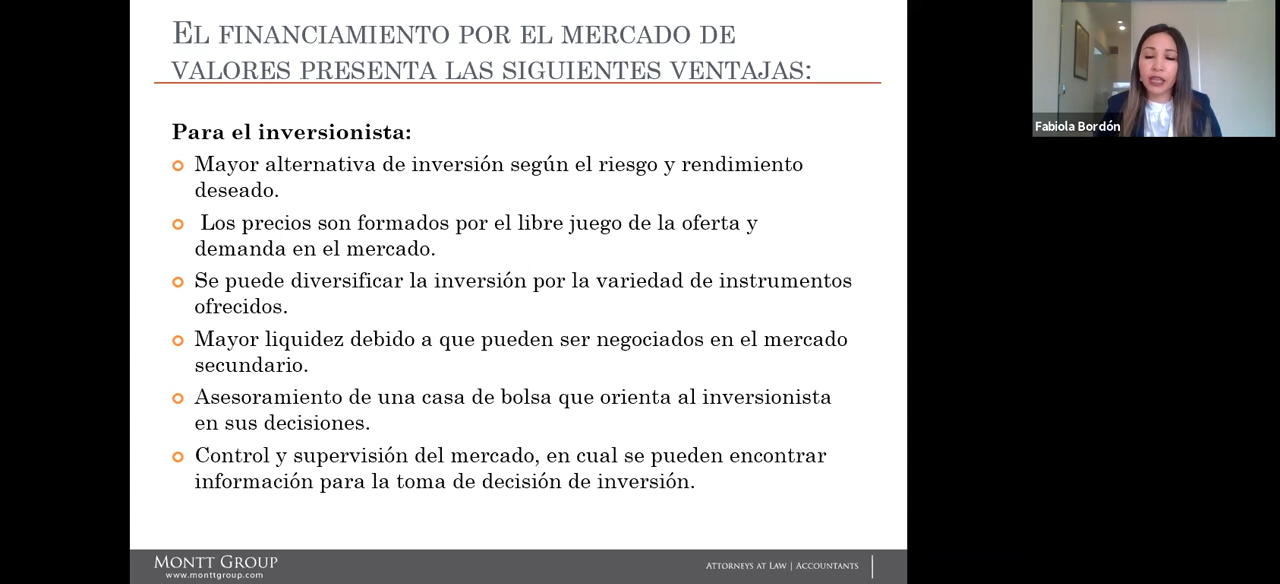 EL FINANCIAMIENTO POR EL MERCADO DE
VALORES PRESENTA LAS SIGUIENTES VENTAJAS:
Para el inversionista:
Mayor alternativa de inversión según el riesgo y rendimiento
deseado.
Los precios son formados por el libre juego de la oferta y
demanda en el mercado.
Se puede diversificar la inversión por la variedad de instrumentos
ofrecidos.
Mayor liquidez debido a que pueden ser negociados en el mercado
secundario.
Asesoramiento de una casa de bolsa que orienta al inversionista
en sus decisiones.
Control y supervisión del mercado, en cual se pueden encontrar
información para la toma de decisión de inversión.
MONTT GROUP
www.monttgroup.com
ATTORNEYS AT LAW | ACCOUNTANTS
Fabiola Bordón